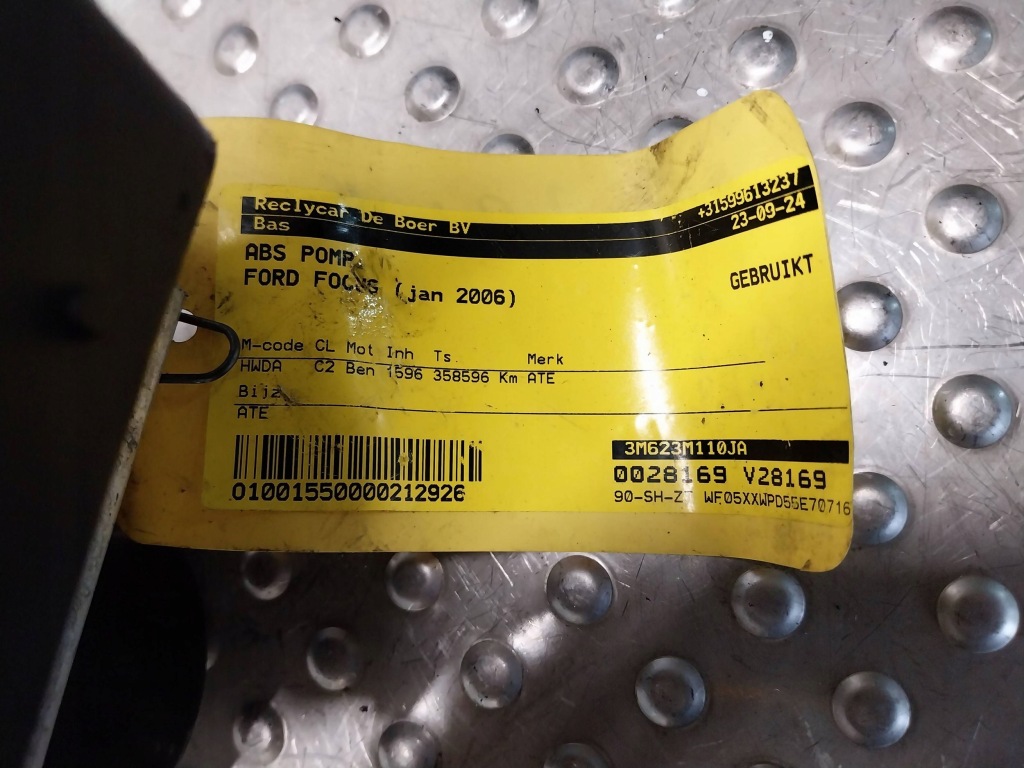 Reclycar De Boer BV +31599613237
Bas 23-09-24
ABS POMP
FORD FOCUS (jan 2006) GEBRUIKT
M-code CL Mot Inh Ts. Merk
HWDA C2 Ben 1596 358596 Km ATE
Bijz
ATE
3M623M110JA
0028169 V28169
01001550000212926
90-SH-ZT WF05XXWPD55E70716